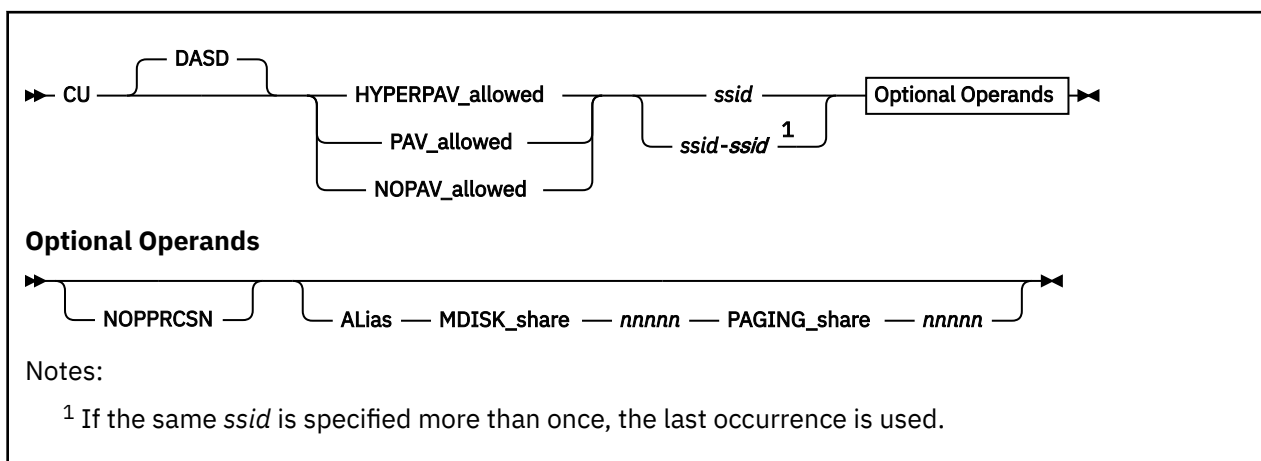 DASD
CU HYPERPAV_allowed ssid Optional Operands
PAV_allowed ssid-ssid 1
NOPAV_allowed
Optional Operands
NOPPRCSN ALias MDISK_share nnnnn PAGING_share nnnnn
Notes:
1 If the same ssid is specified more than once, the last occurrence is used.